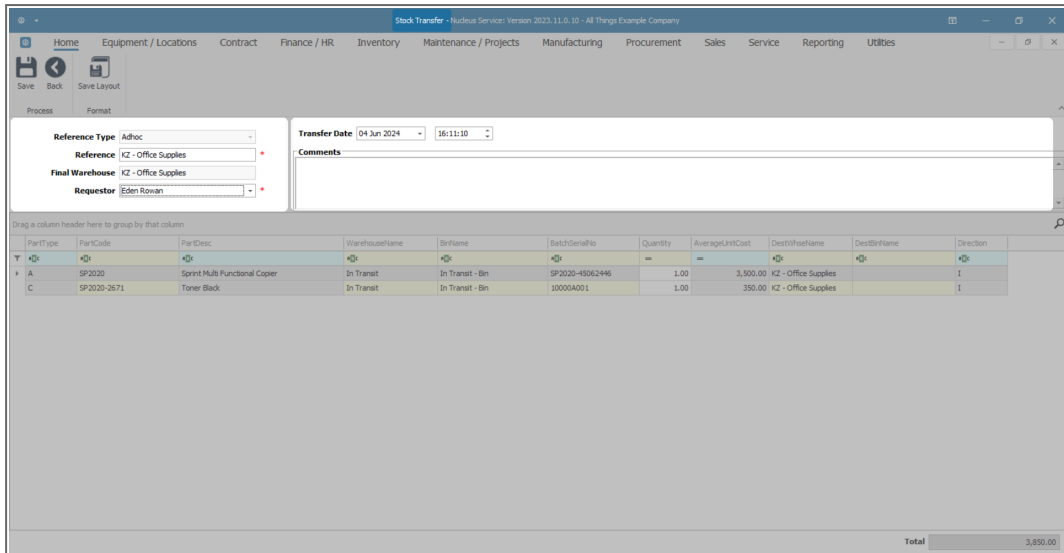 Stock Transfer - Nucleus Service: Version 2023.11.0.10 - All Things Example Company
Home Equipment / Locations Contract Finance / HR Inventory Maintenance / Projects Manufacturing Procurement Sales Service Reporting Utilities
Save Back Save Layout
Process Format
Reference Type Adhoc
Reference KZ - Office Supplies *
Final Warehouse KZ - Office Supplies
Requestor Eden Rowan *
Transfer Date 04 Jun 2024 16:11:10
Comments
Drag a column header here to group by that column
PartType PartCode PartDesc WarehouseName BinName BatchSerialNo Quantity AverageUnitCost DestWhseName DestBinName Direction
A SP2020 Sprint Multi Functional Copier In Transit In Transit - Bin SP2020-45062446 1.00 3,500.00 KZ - Office Supplies I
C SP2020-2671 Toner Black In Transit In Transit - Bin 10000A001 1.00 350.00 KZ - Office Supplies I
Total 3,850.00